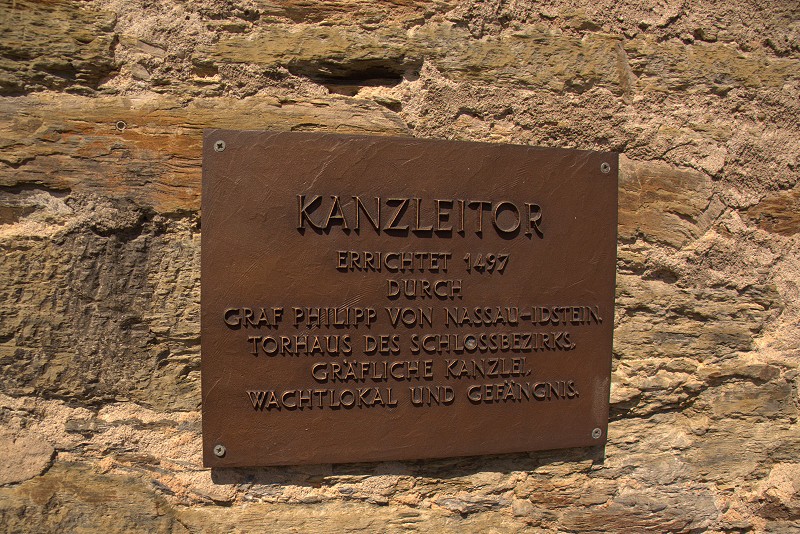 KANZLEITOR
ERRICHTET 1497
DURCH
GRAF PHILIPP VON NASSAU-IDSTEIN.
TORHAUS DES SCHLOSSBEZIRKS,
GRÄFLICHE KANZLEI,
WACHTLOKAL UND GEFÄNGNIS.